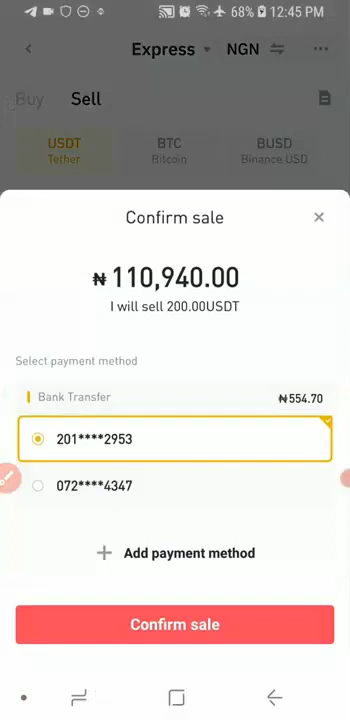 68% 12:45 PM
Express NGN
Buy Sell
USDT BTC BUSD
Tether Bitcoin Binance USD
Confirm sale
₦ 110,940.00
I will sell 200.00USDT
Select payment method
Bank Transfer ₦554.70
201****2953
072****4347
+ Add payment method
Confirm sale